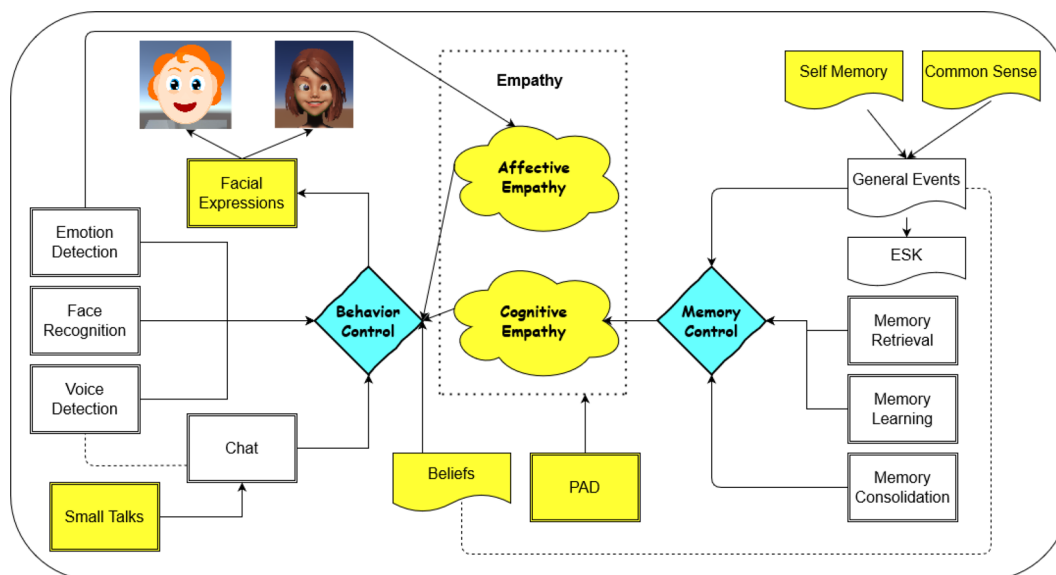 Empathy
Self Memory
Common Sense
Affective
Empathy
Facial
Expressions
General Events
Emotion
Detection
ESK
Face
Recognition
Behavior
Control
Cognitive
Empathy
Memory
Control
Memory
Retrieval
Voice
Detection
Memory
Learning
Chat
Beliefs
PAD
Memory
Consolidation
Small Talks